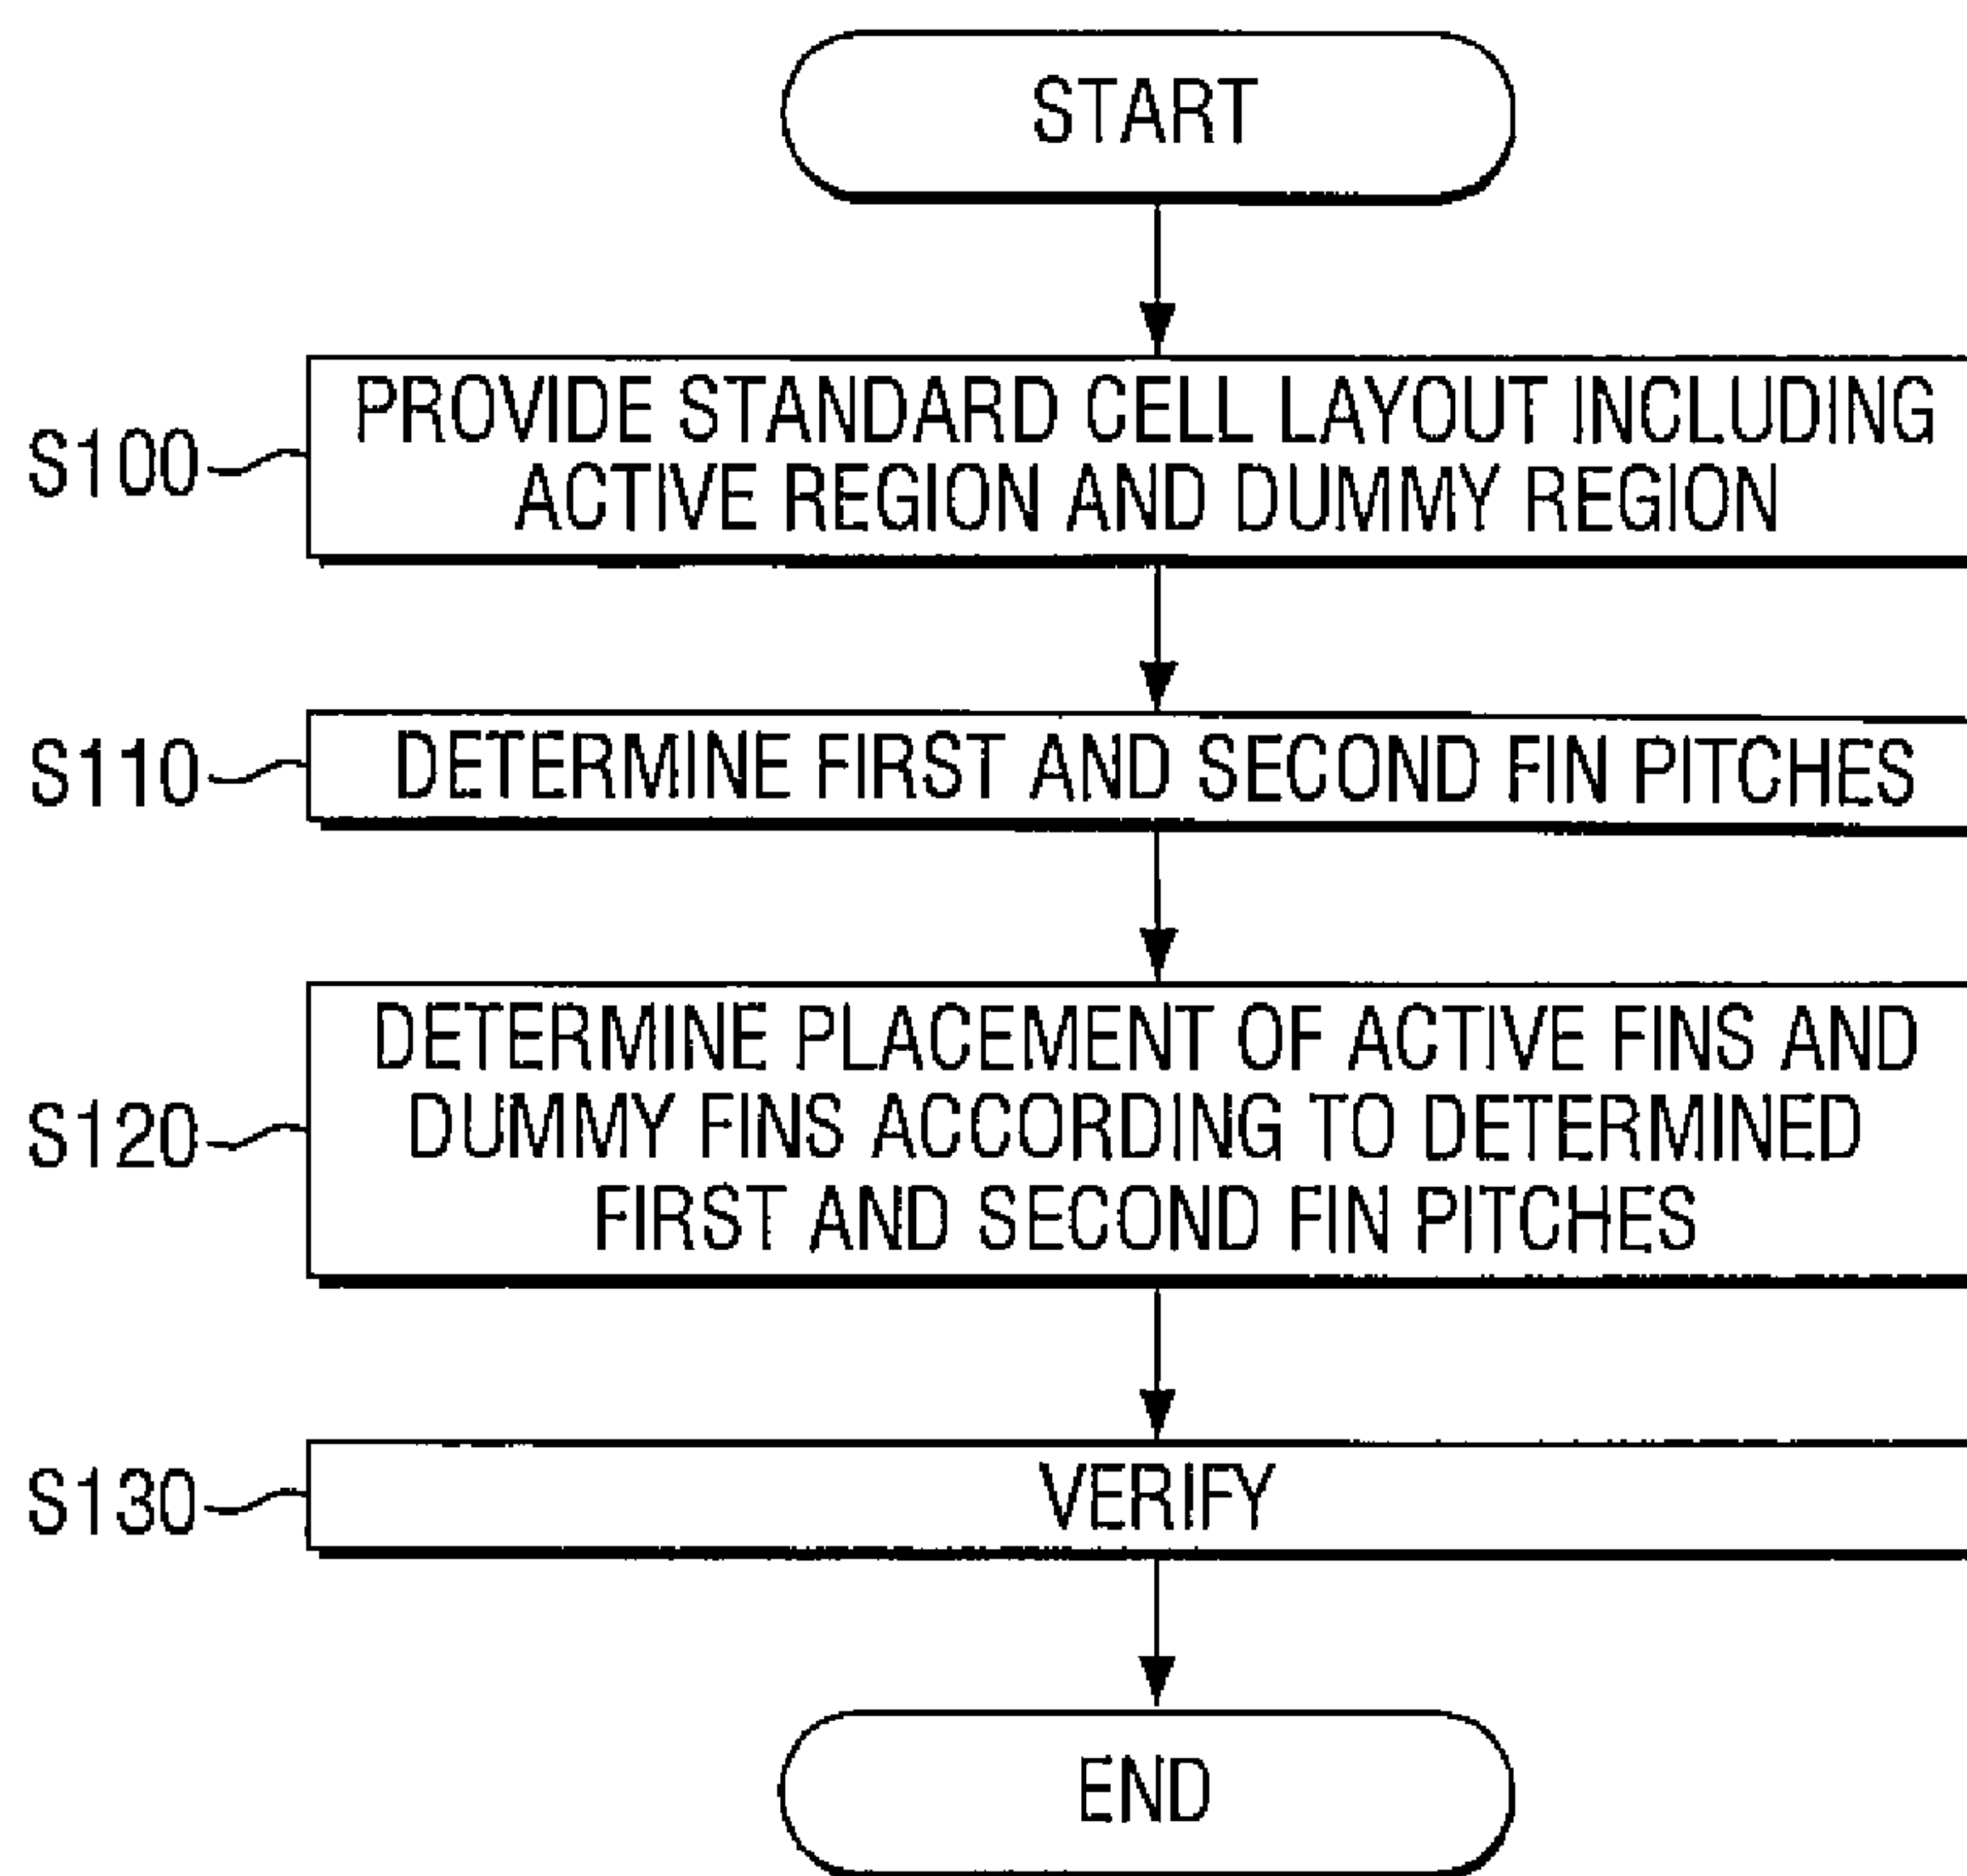 START
S100
PROVIDE STANDARD CELL LAYOUT INCLUDING
ACTIVE REGION AND DUMMY REGION
S110
DETERMINE FIRST AND SECOND FIN PITCHES
S120
DETERMINE PLACEMENT OF ACTIVE FINS AND
DUMMY FINS ACCORDING TO DETERMINED
FIRST AND SECOND FIN PITCHES
S130
VERIFY
END